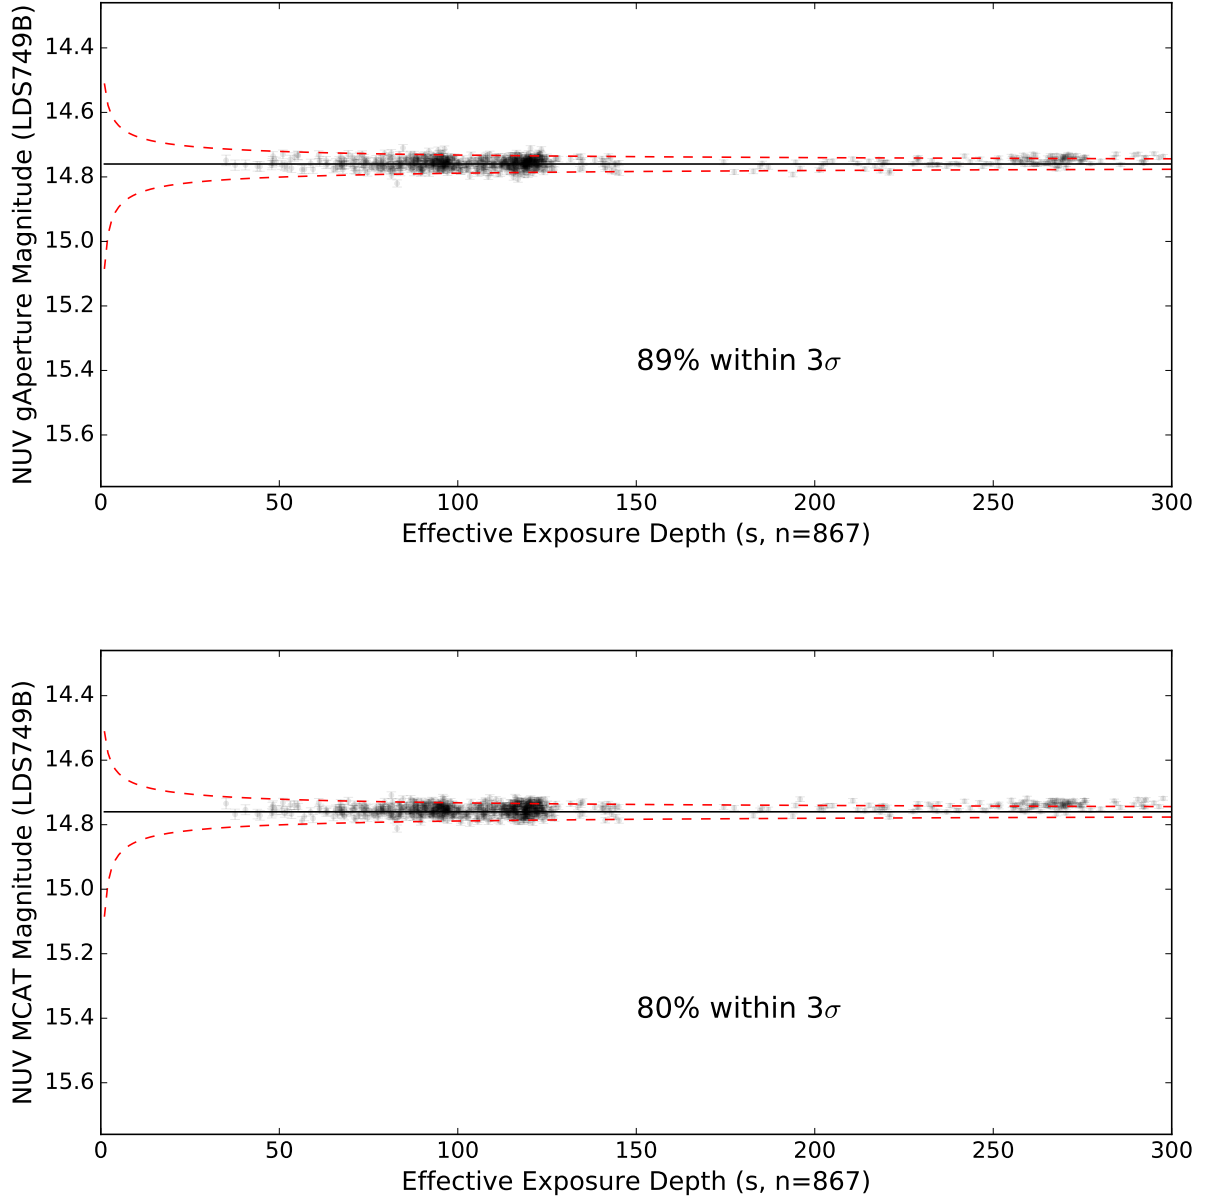 NUV gAperture Magnitude (LDS749B)
14.4
14.6
14.8
15.0
15.2
15.4
15.6
89% within 3σ
0 50 100 150 200 250 300
Effective Exposure Depth (s, n=867)
NUV MCAT Magnitude (LDS749B)
14.4
14.6
14.8
15.0
15.2
15.4
15.6
80% within 3σ
0 50 100 150 200 250 300
Effective Exposure Depth (s, n=867)